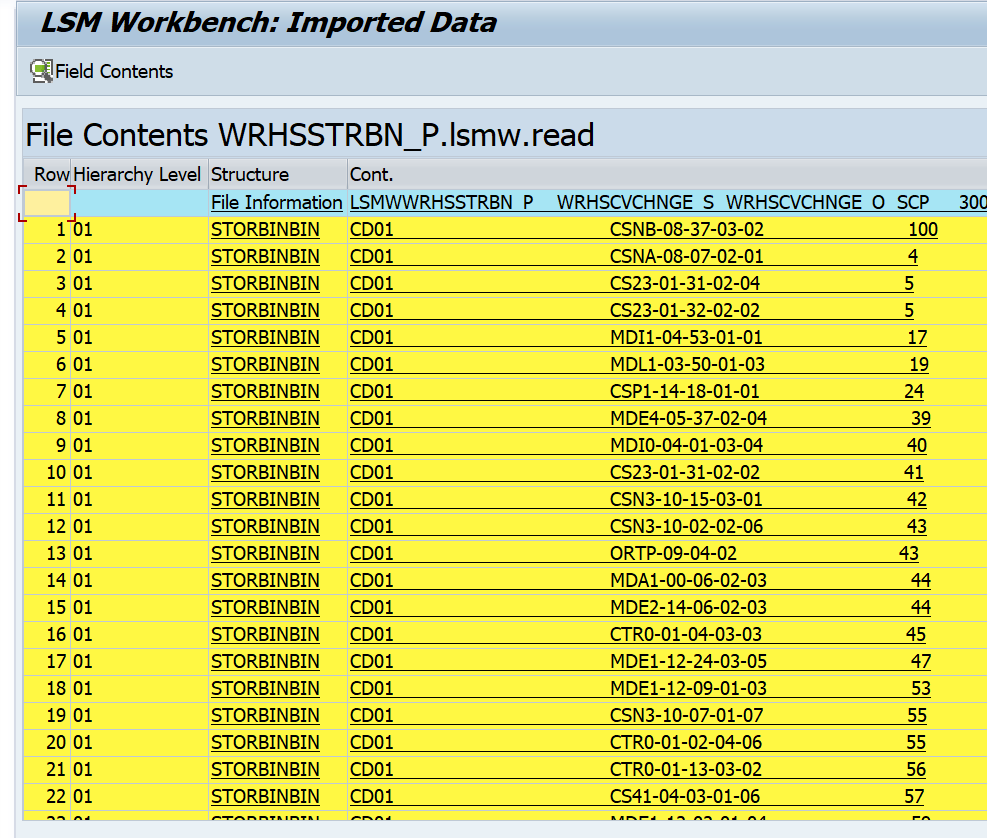 LSM Workbench: Imported Data
Field Contents
File Contents WRHSSTRBN_P.lsmw.read
Row Hierarchy Level Structure Cont.
File Information LSMWWRHSSTRBN_P WRHSCVCHNGE_S WRHSCVCHNGE_O SCP 300
1 01 STORBINBIN CD01 CSNB-08-37-03-02 100
2 01 STORBINBIN CD01 CSNA-08-07-02-01 4
3 01 STORBINBIN CD01 CS23-01-31-02-04 5
4 01 STORBINBIN CD01 CS23-01-32-02-02 5
5 01 STORBINBIN CD01 MDI1-04-53-01-01 17
6 01 STORBINBIN CD01 MDL1-03-50-01-03 19
7 01 STORBINBIN CD01 CSP1-14-18-01-01 24
8 01 STORBINBIN CD01 MDE4-05-37-02-04 39
9 01 STORBINBIN CD01 MDI0-04-01-03-04 40
10 01 STORBINBIN CD01 CS23-01-31-02-02 41
11 01 STORBINBIN CD01 CSN3-10-15-03-01 42
12 01 STORBINBIN CD01 CSN3-10-02-02-06 43
13 01 STORBINBIN CD01 ORTP-09-04-02 43
14 01 STORBINBIN CD01 MDA1-00-06-02-03 44
15 01 STORBINBIN CD01 MDE2-14-06-02-03 44
16 01 STORBINBIN CD01 CTR0-01-04-03-03 45
17 01 STORBINBIN CD01 MDE1-12-24-03-05 47
18 01 STORBINBIN CD01 MDE1-12-09-01-03 53
19 01 STORBINBIN CD01 CSN3-10-07-01-07 55
20 01 STORBINBIN CD01 CTR0-01-02-04-06 55
21 01 STORBINBIN CD01 CTR0-01-13-03-02 56
22 01 STORBINBIN CD01 CS41-04-03-01-06 57